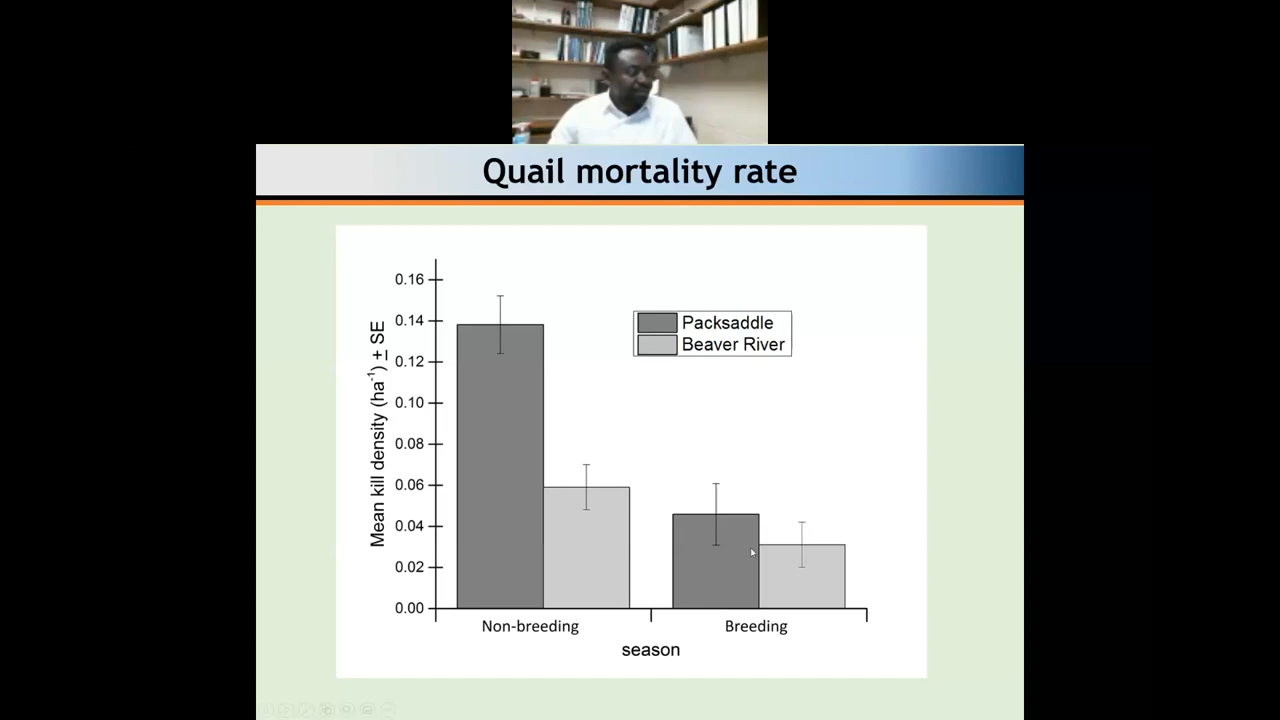 Quail mortality rate
Mean kill density (ha⁻¹) ± SE
0.16
0.14
0.12
0.10
0.08
0.06
0.04
0.02
0.00
Packsaddle
Beaver River
Non-breeding
Breeding
season